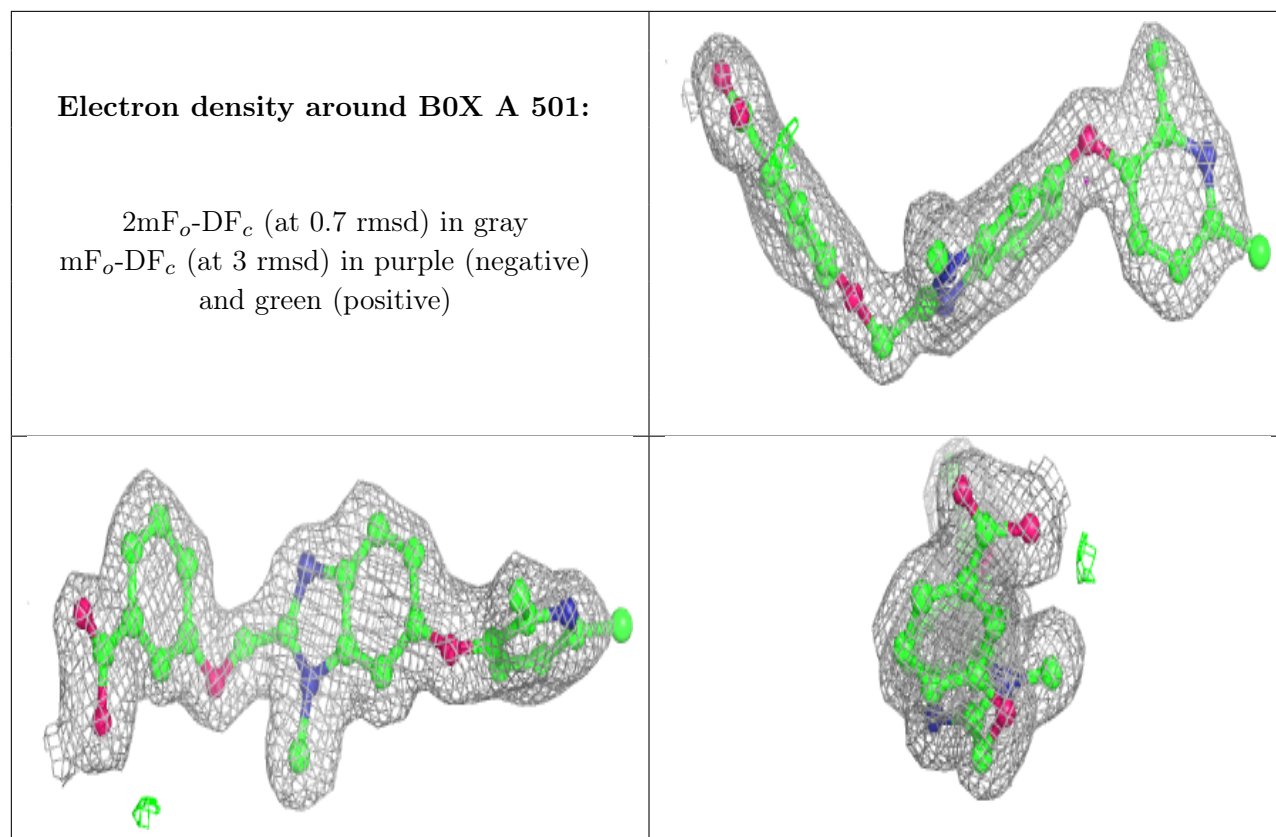 Electron density around B0X A 501:
2mFo-DFc (at 0.7 rmsd) in gray
mFo-DFc (at 3 rmsd) in purple (negative)
and green (positive)